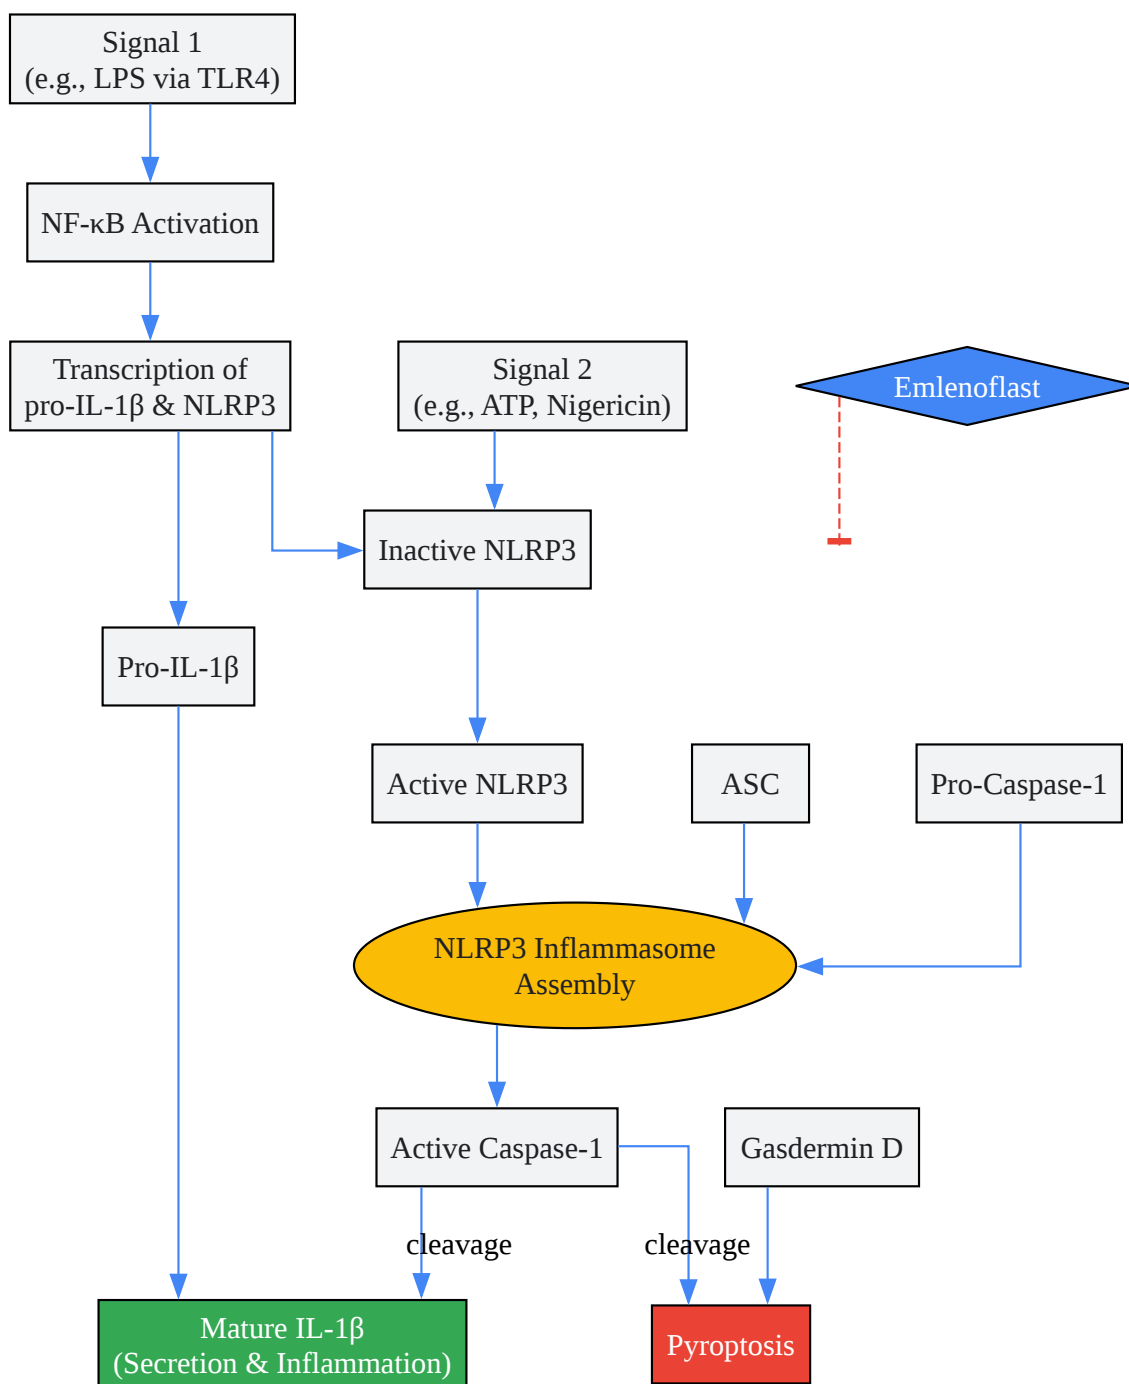 Signal 1
(e.g., LPS via TLR4)
NF-κB Activation
Transcription of
pro-IL-1β & NLRP3
Signal 2
(e.g., ATP, Nigericin)
Emlenoflast
Inactive NLRP3
Pro-IL-1β
Active NLRP3
ASC
Pro-Caspase-1
NLRP3 Inflammasome
Assembly
Active Caspase-1
Gasdermin D
cleavage
cleavage
Mature IL-1β
(Secretion & Inflammation)
Pyroptosis